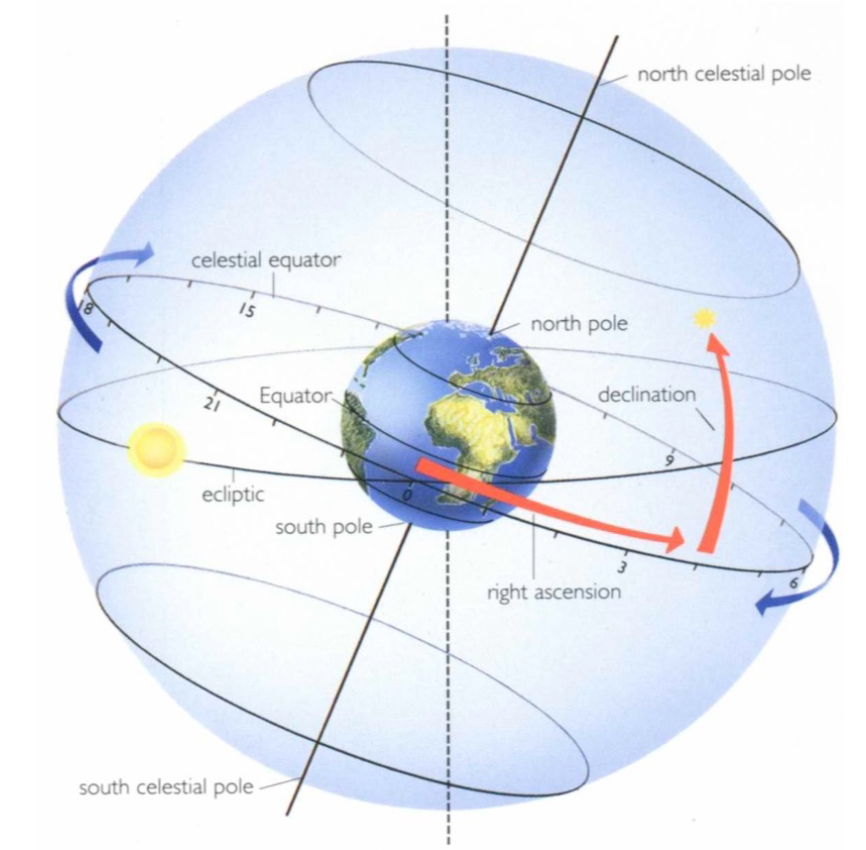 north celestial pole
celestial equator
18
15
north pole
Equator
declination
21
9
ecliptic
0
south pole
3
6
right ascension
south celestial pole